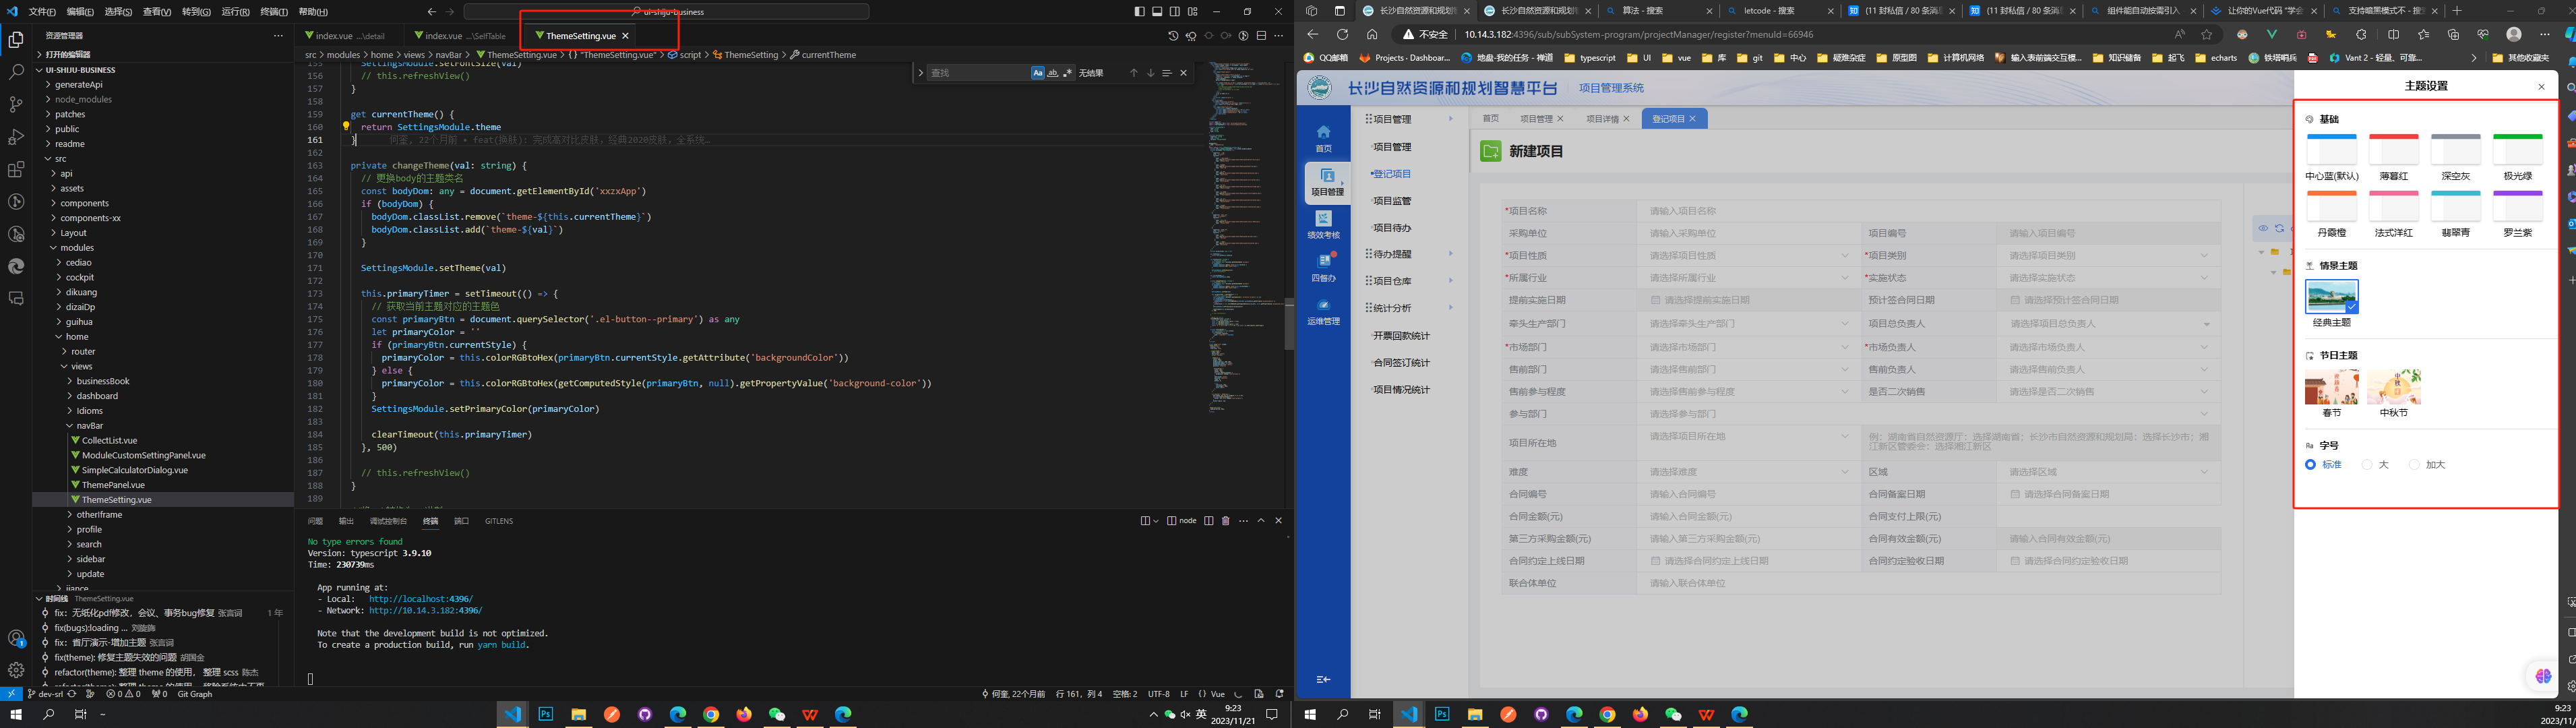 文件(F) 编辑(E) 选择(S) 查看(V) 转到(G) 运行(R) 终端(T) 帮助(H)
ui-shiju-business
资源管理器
打开的编辑器
UI-SHIJU-BUSINESS
generateApi
node_modules
patches
public
readme
src
api
assets
components
components-xx
Layout
modules
cediao
cockpit
dikuang
dizaiDp
guihua
home
router
views
businessBook
dashboard
Idioms
navBar
CollectList.vue
ModuleCustomSettingPanel.vue
SimpleCalculatorDialog.vue
ThemePanel.vue
ThemeSetting.vue
otherIframe
profile
search
sidebar
update
jiance
时间线 ThemeSetting.vue
fix: 无纸化pdf修改、会议、事务bug修复 张言词 1 年
fix(bugs):loading ... 刘旋旖
fix: 省厅演示-增加主题 张言词
fix(theme): 修复主题失效的问题 胡国全
refactor(theme): 整理 theme 的使用, 整理 scss 陈杰
index.vue ...\detail
index.vue ...\SelfTable
ThemeSetting.vue
src > modules > home > views > navBar > ThemeSetting.vue > {} "ThemeSetting.vue" > script > ThemeSetting > currentTheme
查找
Aa
ab
无结果
155 SettingsModule.setFontSize(val)
156 // this.refreshView()
157 }
158
159 get currentTheme() {
160 return SettingsModule.theme
161 } 何奎, 22个月前 • feat(换肤): 完成高对比皮肤, 经典2020皮肤, 全系统…
162
163 private changeTheme(val: string) {
164 // 更换body的主题类名
165 const bodyDom: any = document.getElementById('xxzxApp')
166 if (bodyDom) {
167 bodyDom.classList.remove(`theme-${this.currentTheme}`)
168 bodyDom.classList.add(`theme-${val}`)
169 }
170
171 SettingsModule.setTheme(val)
172
173 this.primaryTimer = setTimeout(() => {
174 // 获取当前主题对应的主题色
175 const primaryBtn = document.querySelector('.el-button--primary') as any
176 let primaryColor = ''
177 if (primaryBtn.currentStyle) {
178 primaryColor = this.colorRGBtoHex(primaryBtn.currentStyle.getAttribute('backgroundColor'))
179 } else {
180 primaryColor = this.colorRGBtoHex(getComputedStyle(primaryBtn, null).getPropertyValue('background-color'))
181 }
182 SettingsModule.setPrimaryColor(primaryColor)
183
184 clearTimeout(this.primaryTimer)
185 }, 500)
186
187 // this.refreshView()
188 }
189
问题 输出 调试控制台 终端 端口 GITLENS
node
No type errors found
Version: typescript 3.9.10
Time: 230739ms
App running at:
- Local: http://localhost:4396/
- Network: http://10.14.3.182:4396/
Note that the development build is not optimized.
To create a production build, run yarn build.
dev-srl 0 0 0 Git Graph
何奎, 22个月前 行 161, 列 4 空格: 2 UTF-8 LF {} Vue
英 9:23
2023/11/21
长沙自然资源和规划
长沙自然资源和规划
算法 - 搜索
letcode - 搜索
(11 封私信 / 80 条消
(11 封私信 / 80 条消
组件能自动按需引入
让你的Vue代码 "学会
支持暗黑模式不 - 搜
不安全 10.14.3.182:4396/sub/subSystem-program/projectManager/register?menuId=66946
QQ邮箱 Projects · Dashboar... 地盘-我的任务 - 禅道 typescript UI vue 库 git 中心 疑难杂症 原型图 计算机网络 输入表前端交互模... 知识储备 起飞 echarts 铁塔哨兵 Vant 2 - 轻量、可靠... 其他收藏夹
长沙自然资源和规划智慧平台 项目管理系统
首页
项目管理
绩效考核
四督办
运维管理
项目管理
项目管理
登记项目
项目监管
项目待办
待办提醒
项目仓库
统计分析
开票回款统计
合同签订统计
项目情况统计
首页 项目管理 项目详情 登记项目
新建项目
*项目名称 请输入项目名称
采购单位 请输入采购单位 项目编号 请输入项目编号
*项目性质 请选择项目性质 *项目类别 请选择项目类别
*所属行业 请选择所属行业 *实施状态 请选择实施状态
提前实施日期 请选择提前实施日期 预计签合同日期 请选择预计签合同日期
牵头生产部门 请选择牵头生产部门 项目总负责人 请选择项目总负责人
*市场部门 请选择市场部门 *市场负责人 请选择市场负责人
售前部门 请选择售前部门 售前负责人 请选择售前负责人
售前参与程度 请选择售前参与程度 是否二次销售 请选择是否二次销售
参与部门 请选择参与部门
项目所在地 请选择项目所在地 例: 湖南省自然资源厅: 选择湖南省; 长沙市自然资源和规划局: 选择长沙市; 湘江新区管委会: 选择湘江新区
难度 请选择难度 区域 请选择区域
合同编号 请输入合同编号 合同备案日期 请选择合同备案日期
合同金额(元) 请输入合同金额(元) 合同支付上限(元)
第三方采购金额(元) 请输入第三方采购金额(元) 合同有效金额(元) 请输入合同有效金额(元)
合同约定上线日期 请选择合同约定上线日期 合同约定验收日期 请选择合同约定验收日期
联合体单位 请输入联合体单位
主题设置
基础
中心蓝(默认) 薄暮红 深空灰 极光绿
丹霞橙 法式洋红 翡翠青 罗兰紫
情景主题
经典主题
节日主题
春节 中秋节
Aa 字号
标准 大 加大
9:23
2023/11/